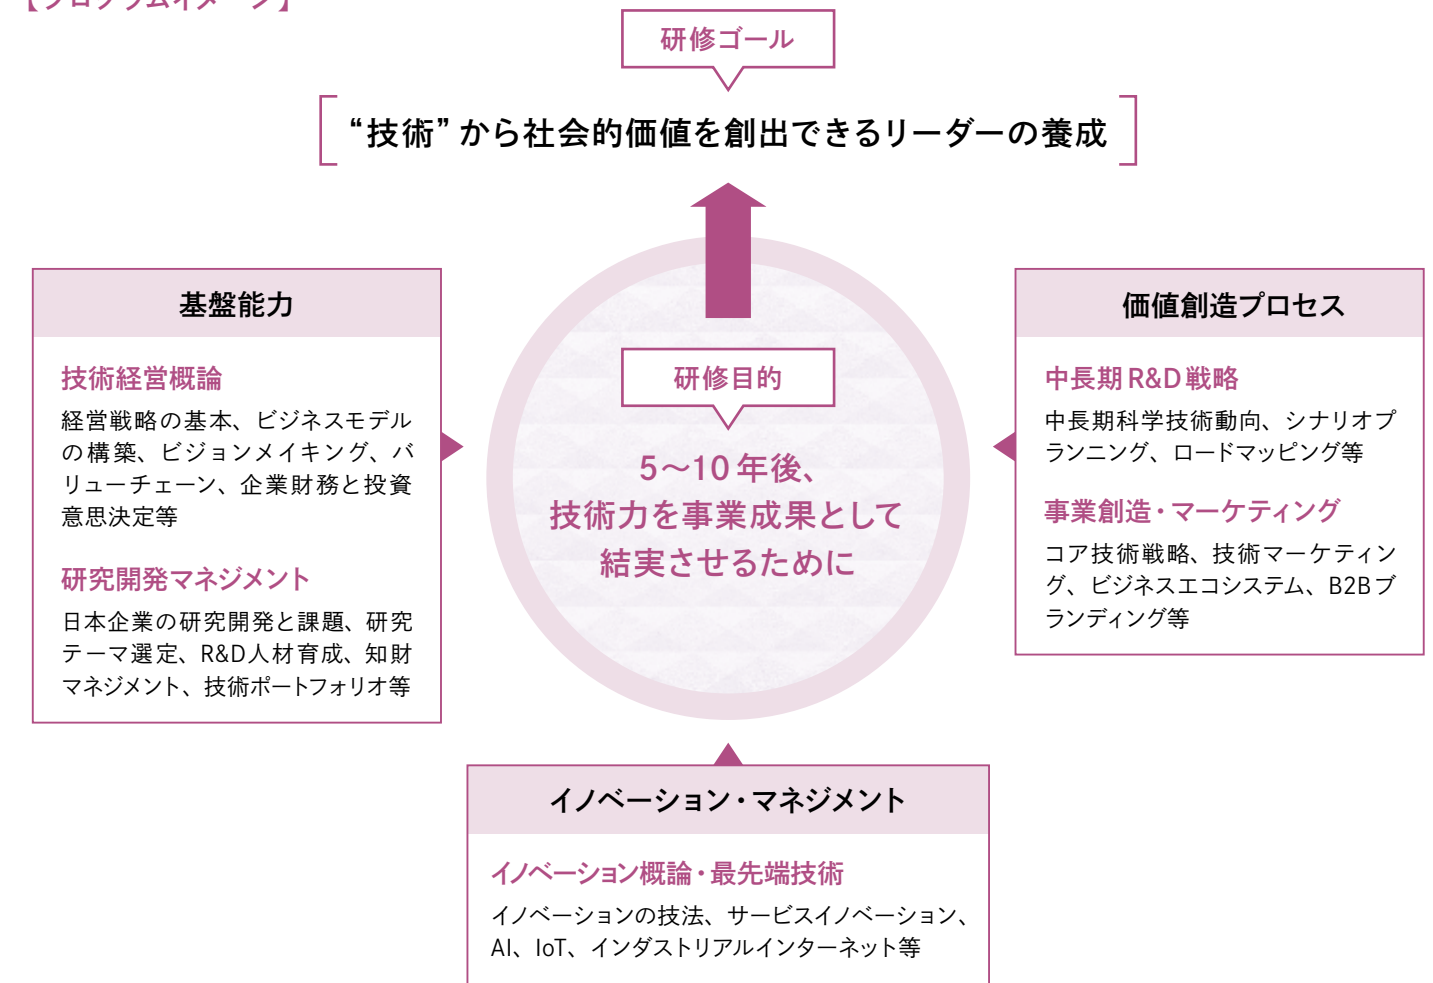 【プログラムイメージ】
研修ゴール
“技術”から社会的価値を創出できるリーダーの養成
基盤能力
技術経営概論
経営戦略の基本、ビジネスモデル
の構築、ビジョンメイキング、バ
リューチェーン、企業財務と投資
意思決定等
研究開発マネジメント
日本企業の研究開発と課題、研究
テーマ選定、R&D人材育成、知財
マネジメント、技術ポートフォリオ等
研修目的
5〜10年後、
技術力を事業成果として
結実させるために
価値創造プロセス
中長期R&D戦略
中長期科学技術動向、シナリオプ
ランニング、ロードマッピング等
事業創造・マーケティング
コア技術戦略、技術マーケティン
グ、ビジネスエコシステム、B2Bブ
ランディング等
イノベーション・マネジメント
イノベーション概論・最先端技術
イノベーションの技法、サービスイノベーション、
AI、IoT、インダストリアルインターネット等